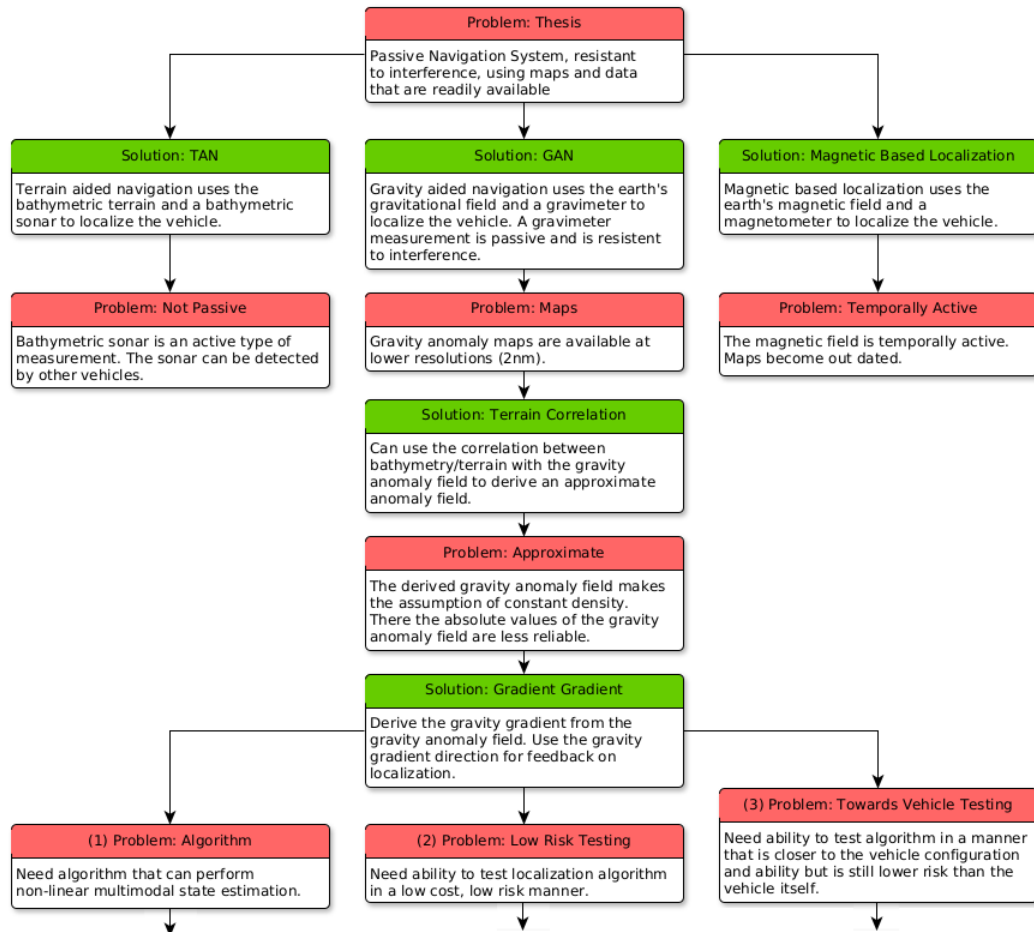 Problem: Thesis
Passive Navigation System, resistant
to interference, using maps and data
that are readily available
Solution: TAN
Terrain aided navigation uses the
bathymetric terrain and a bathymetric
sonar to localize the vehicle.
Solution: GAN
Gravity aided navigation uses the earth's
gravitational field and a gravimeter to
localize the vehicle. A gravimeter
measurement is passive and is resistent
to interference.
Solution: Magnetic Based Localization
Magnetic based localization uses the
earth's magnetic field and a
magnetometer to localize the vehicle.
Problem: Not Passive
Bathymetric sonar is an active type of
measurement. The sonar can be detected
by other vehicles.
Problem: Maps
Gravity anomaly maps are available at
lower resolutions (2nm).
Problem: Temporally Active
The magnetic field is temporally active.
Maps become out dated.
Solution: Terrain Correlation
Can use the correlation between
bathymetry/terrain with the gravity
anomaly field to derive an approximate
anomaly field.
Problem: Approximate
The derived gravity anomaly field makes
the assumption of constant density.
There the absolute values of the gravity
anomaly field are less reliable.
Solution: Gradient Gradient
Derive the gravity gradient from the
gravity anomaly field. Use the gravity
gradient direction for feedback on
localization.
(1) Problem: Algorithm
Need algorithm that can perform
non-linear multimodal state estimation.
(2) Problem: Low Risk Testing
Need ability to test localization algorithm
in a low cost, low risk manner.
(3) Problem: Towards Vehicle Testing
Need ability to test algorithm in a manner
that is closer to the vehicle configuration
and ability but is still lower risk than the
vehicle itself.